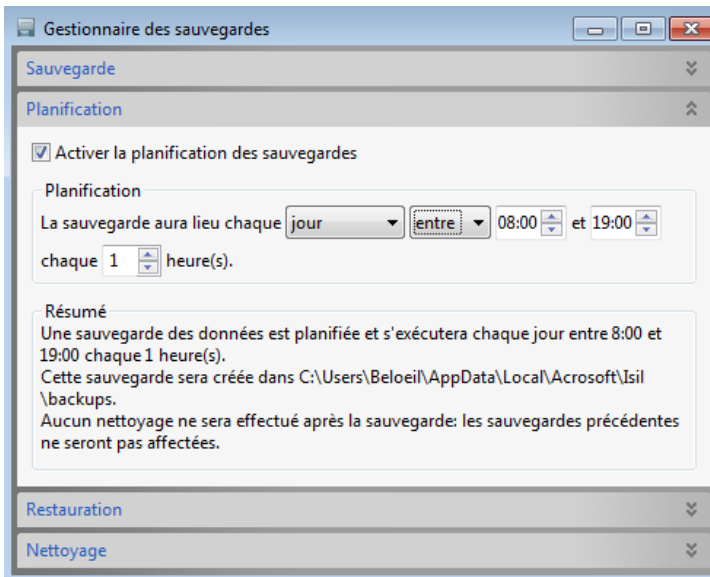 Gestionnaire des sauvegardes
Sauvegarde
Planification
Activer la planification des sauvegardes
Planification
La sauvegarde aura lieu chaque jour entre 08:00 et 19:00
chaque 1 heure(s).
Résumé
Une sauvegarde des données est planifiée et s'exécutera chaque jour entre 8:00 et
19:00 chaque 1 heure(s).
Cette sauvegarde sera créée dans C:\Users\Beloeil\AppData\Local\Acrosoft\Isil
\backups.
Aucun nettoyage ne sera effectué après la sauvegarde: les sauvegardes précédentes
ne seront pas affectées.
Restauration
Nettoyage